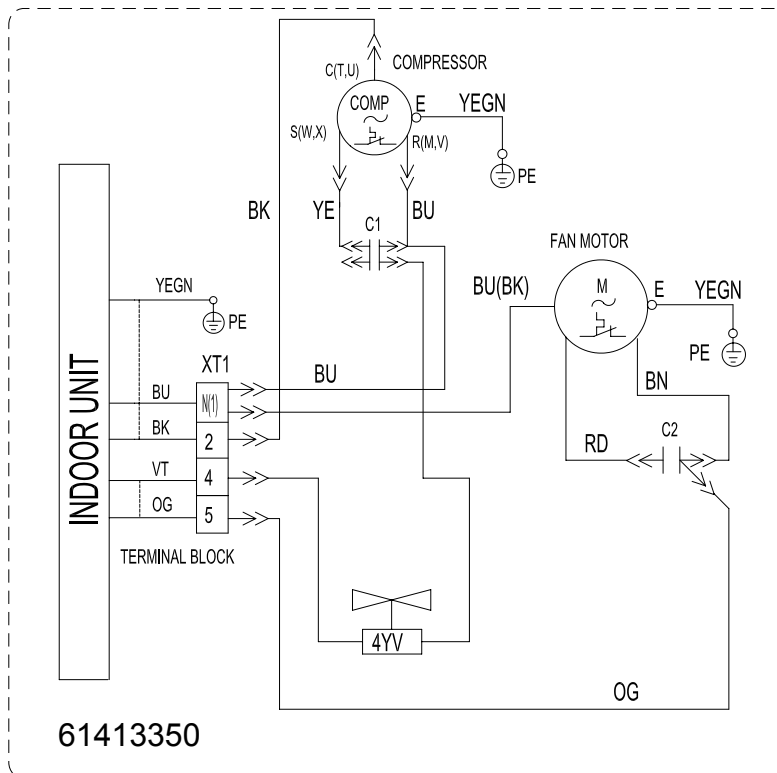 C(T,U)
COMPRESSOR
COMP
E
YEGN
S(W,X)
R(M,V)
PE
BK
YE
BU
C1
FAN MOTOR
BU(BK)
M
E
YEGN
YEGN
PE
PE
XT1
BU
BN
INDOOR UNIT
BU
N(1)
BK
2
RD
C2
VT
4
OG
5
TERMINAL BLOCK
4YV
OG
61413350